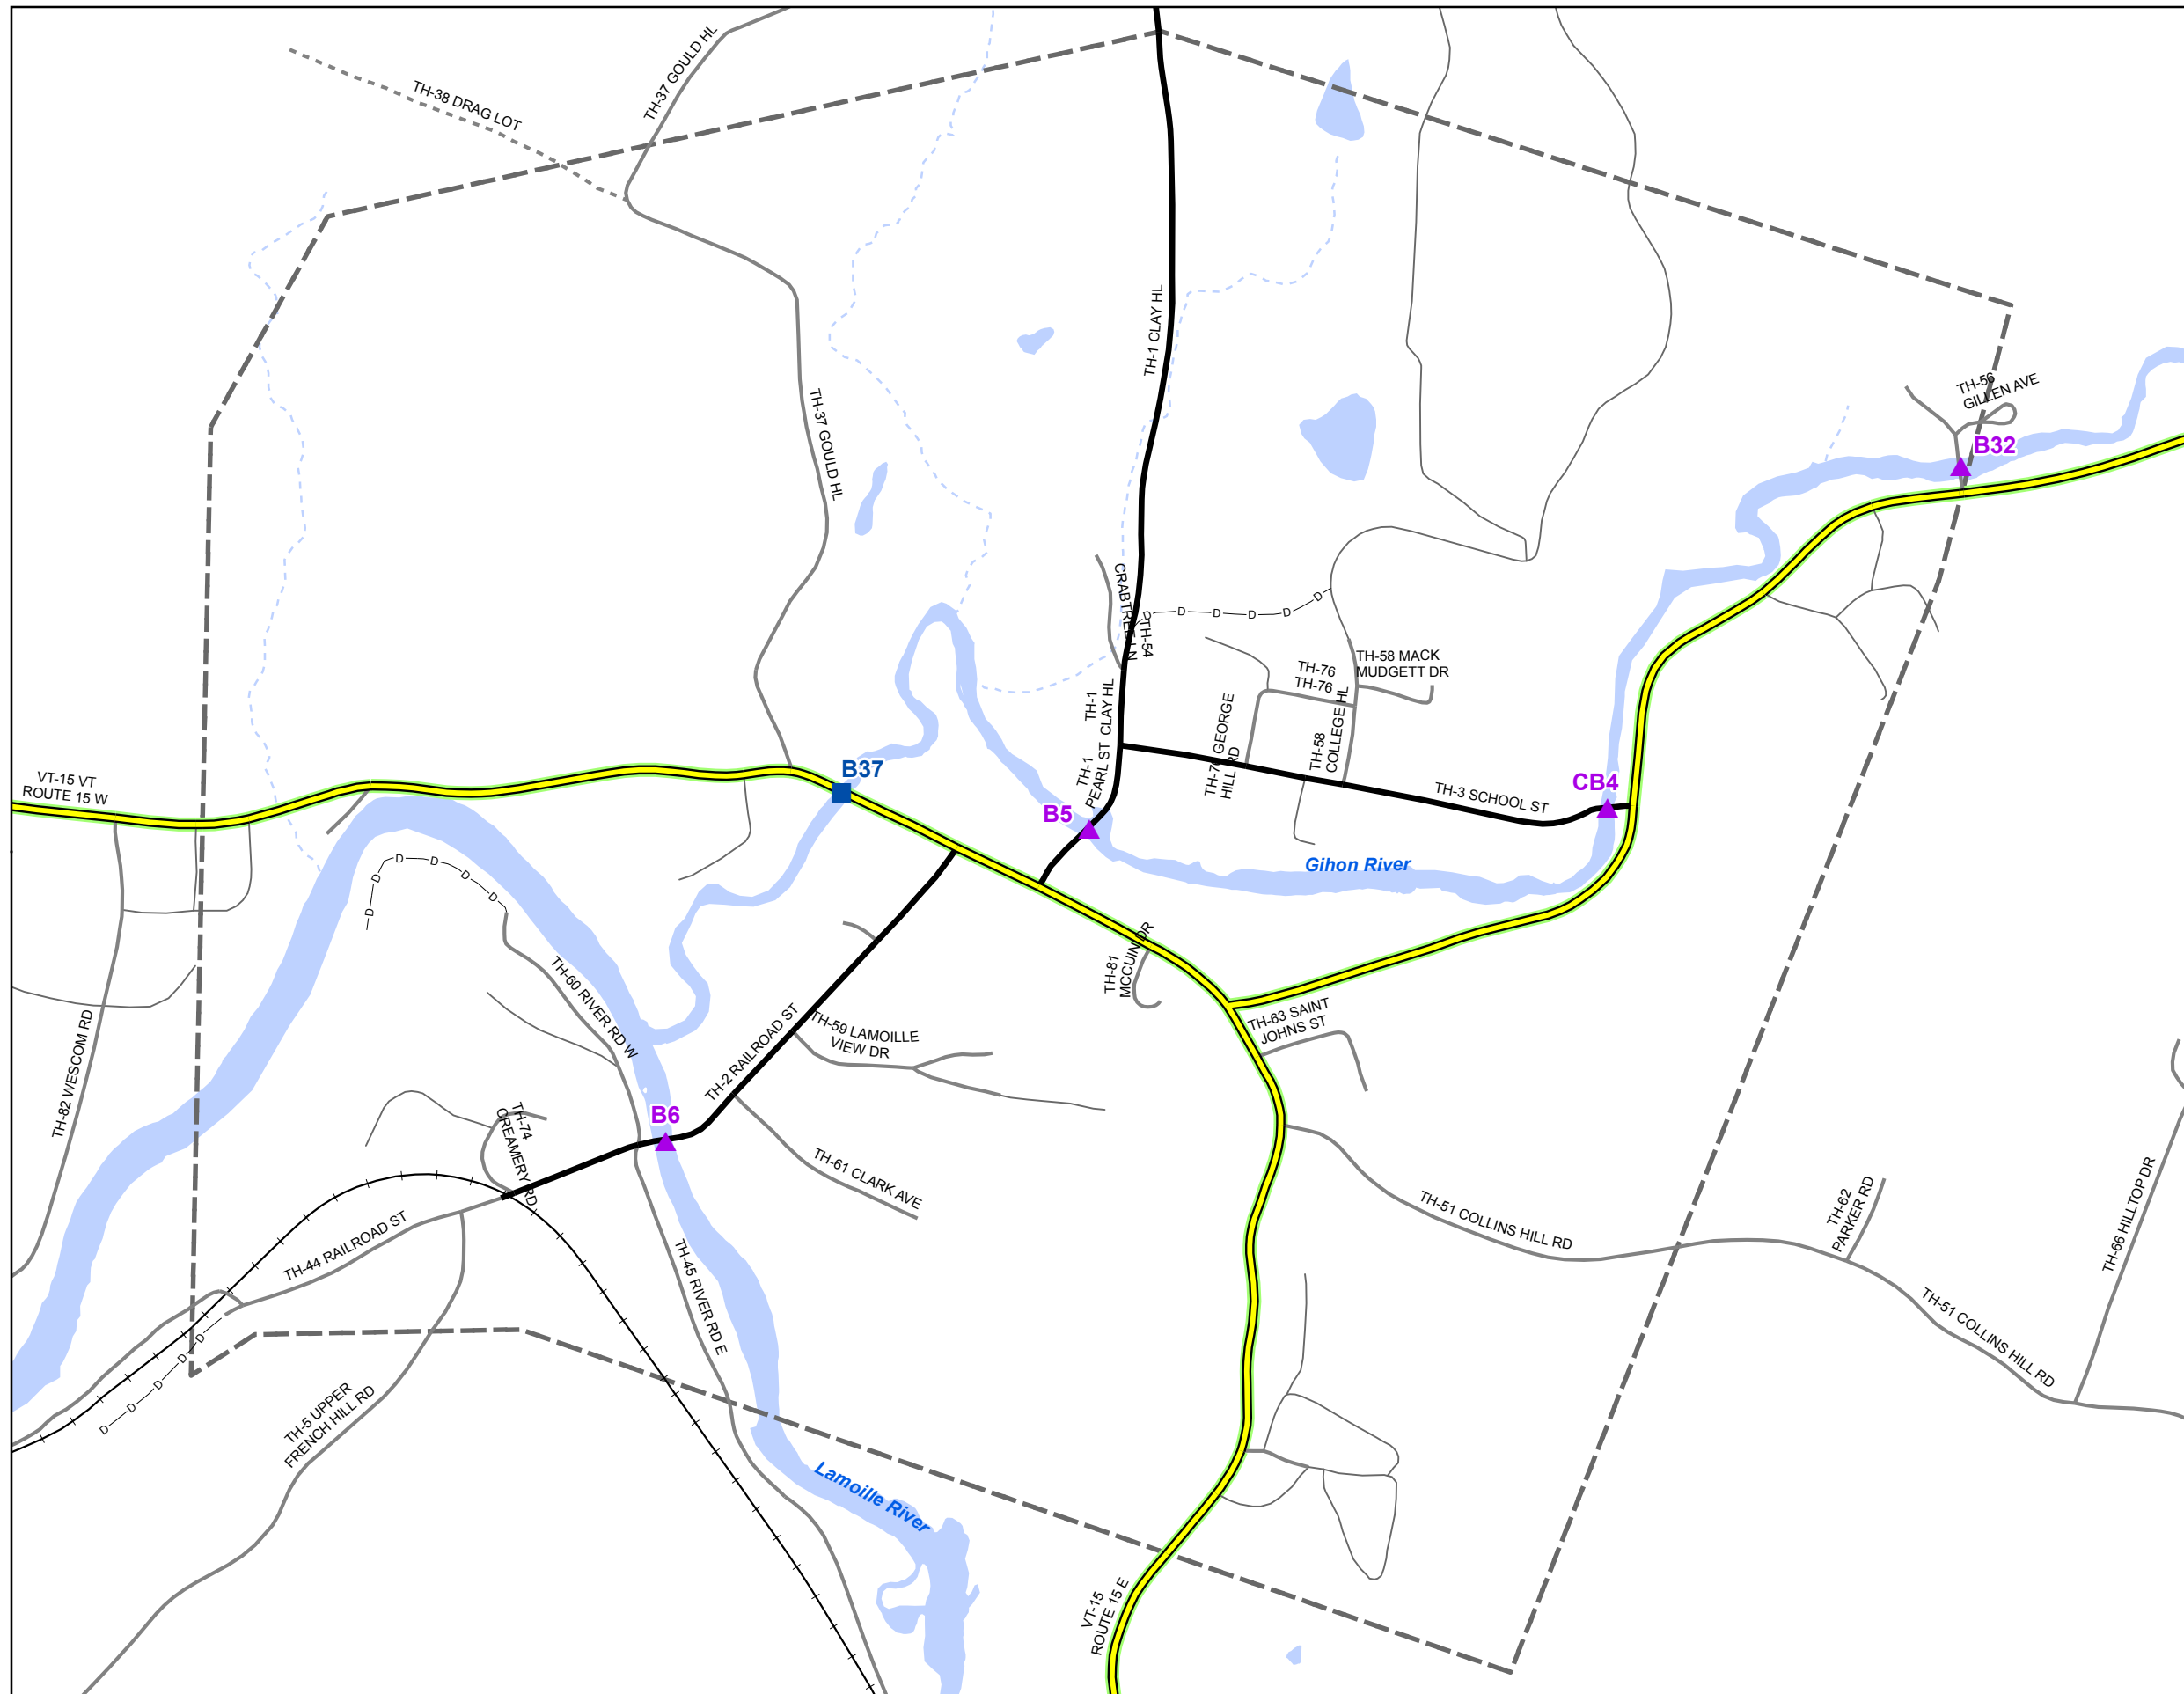 TH-37 GOULD HL
TH-38 DRAG LOT
TH-1 CLAY HL
TH-56
GILLEN AVE
TH-37 GOULD HL
B32
CRABTREE LN
TH-54
D
D
D
D
D
D
TH-58 MACK
MUDGETT DR
TH-76
TH-76
TH-1
CLAY HL
TH-1
PEARL ST
TH-76 GEORGE
HILL RD
TH-58
COLLEGE HL
VT-15 VT
ROUTE 15 W
B37
B5
CB4
TH-3 SCHOOL ST
Gihon River
D
D
D
D
D
D
TH-81
MCCUIN DR
TH-60 RIVER RD W
TH-63 SAINT
JOHNS ST
TH-59 LAMOILLE
VIEW DR
TH-2 RAILROAD ST
TH-82 WESCOM RD
B6
TH-74
CREAMERY RD
TH-61 CLARK AVE
TH-51 COLLINS HILL RD
TH-62
PARKER RD
TH-66 HILLTOP DR
TH-44 RAILROAD ST
TH-45 RIVER RD E
TH-51 COLLINS HILL RD
D
D
D
D
D
TH-5 UPPER
FRENCH HILL RD
Lamoille River
VT-15
ROUTE 15 E